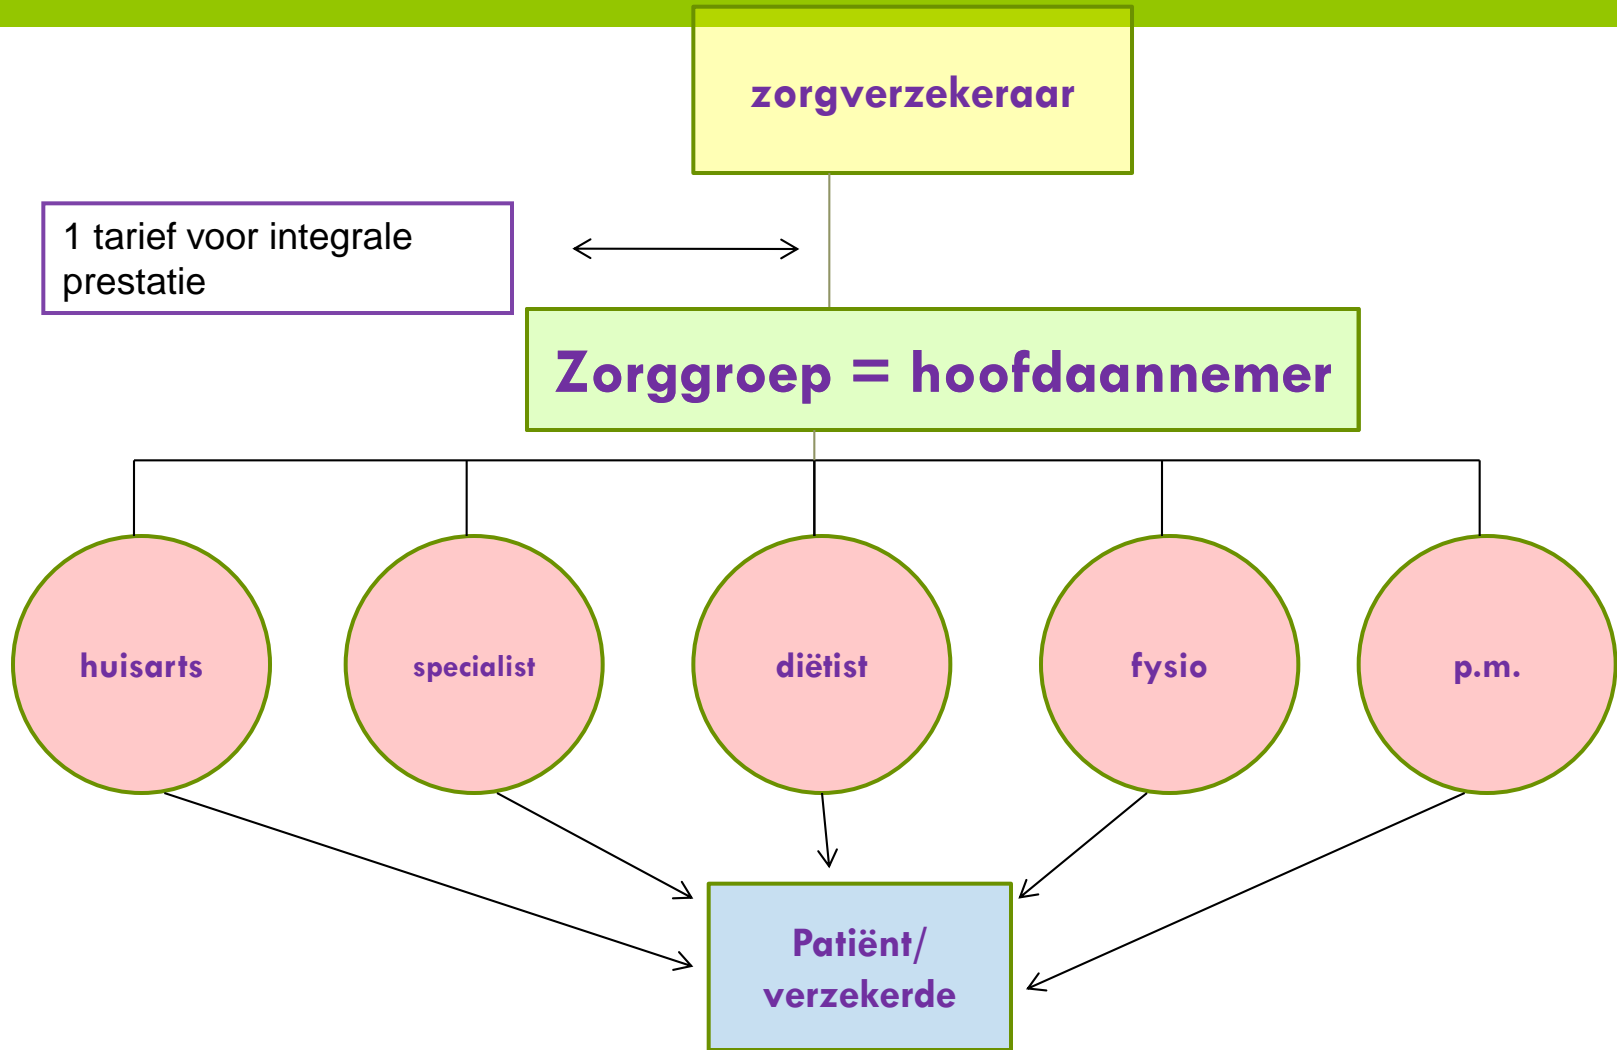 zorgverzekeraar
1 tarief voor integrale
prestatie
Zorggroep = hoofdaannemer
huisarts
specialist
diëtist
fysio
p.m.
Patiënt/
verzekerde